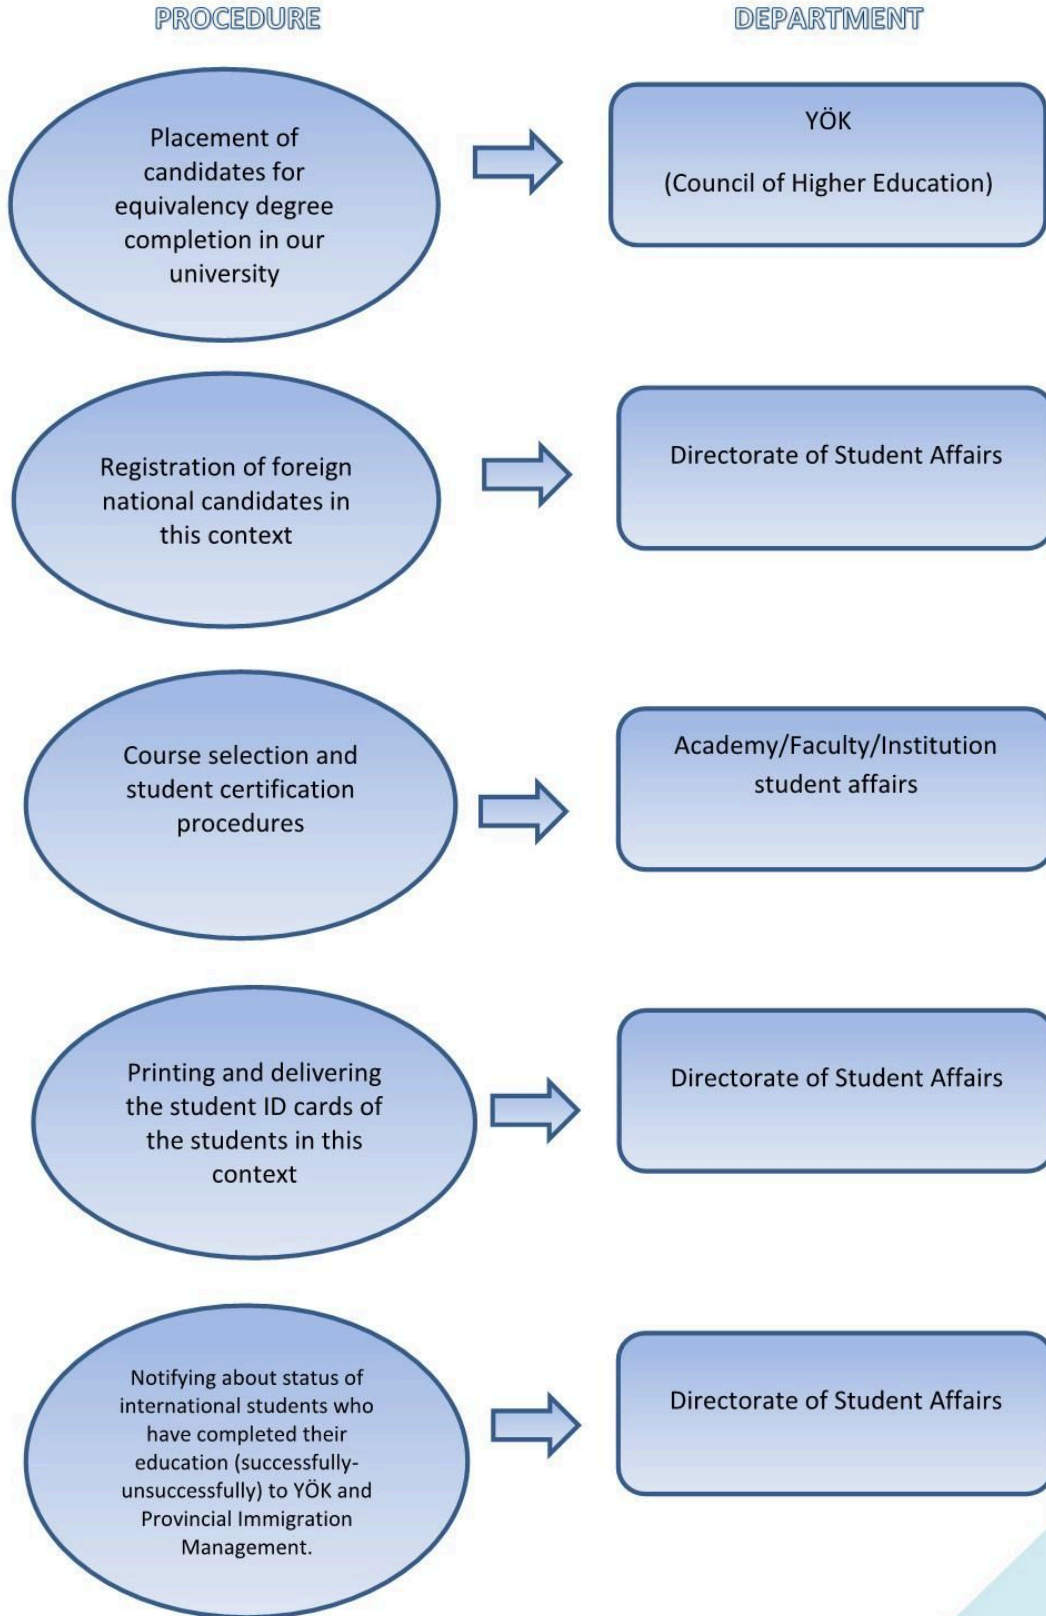 PROCEDURE
DEPARTMENT
Placement of
candidates for
equivalency degree
completion in our
university
YÖK
(Council of Higher Education)
Registration of foreign
national candidates in
this context
Directorate of Student Affairs
Course selection and
student certification
procedures
Academy/Faculty/Institution
student affairs
Printing and delivering
the student ID cards of
the students in this
context
Directorate of Student Affairs
Notifying about status of
international students who
have completed their
education (successfully-
unsuccessfully) to YÖK and
Provincial Immigration
Management.
Directorate of Student Affairs